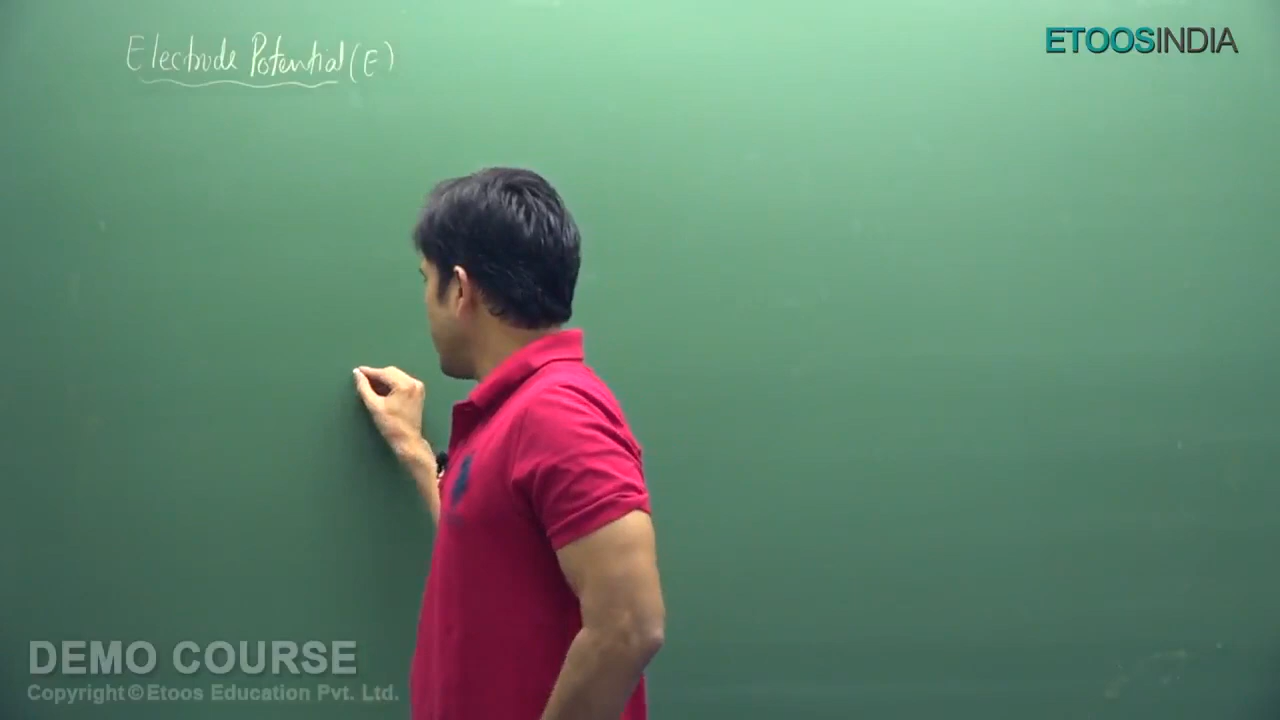 Electrode Potential (E)
ETOOSINDIA
DEMO COURSE
Copyright © Etoos Education Pvt. Ltd.